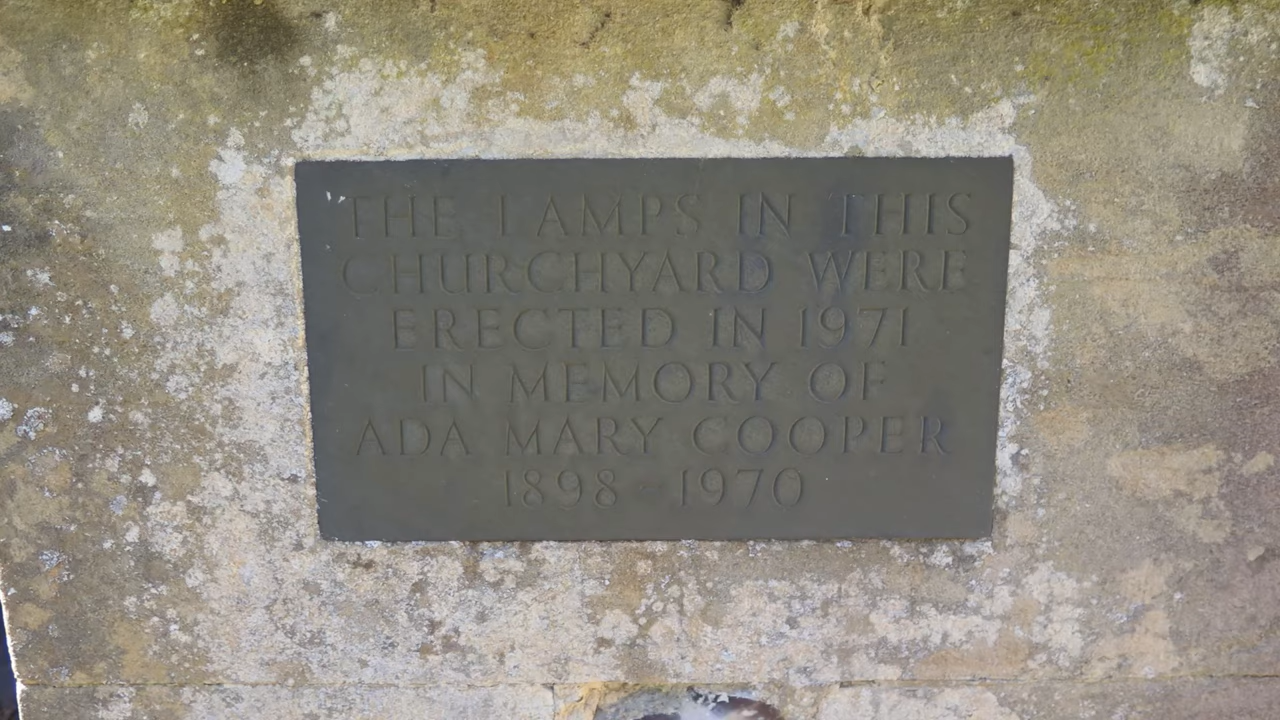 THE LAMPS IN THIS
CHURCHYARD WERE
ERECTED IN 1971
IN MEMORY OF
ADA MARY COOPER
1898 - 1970